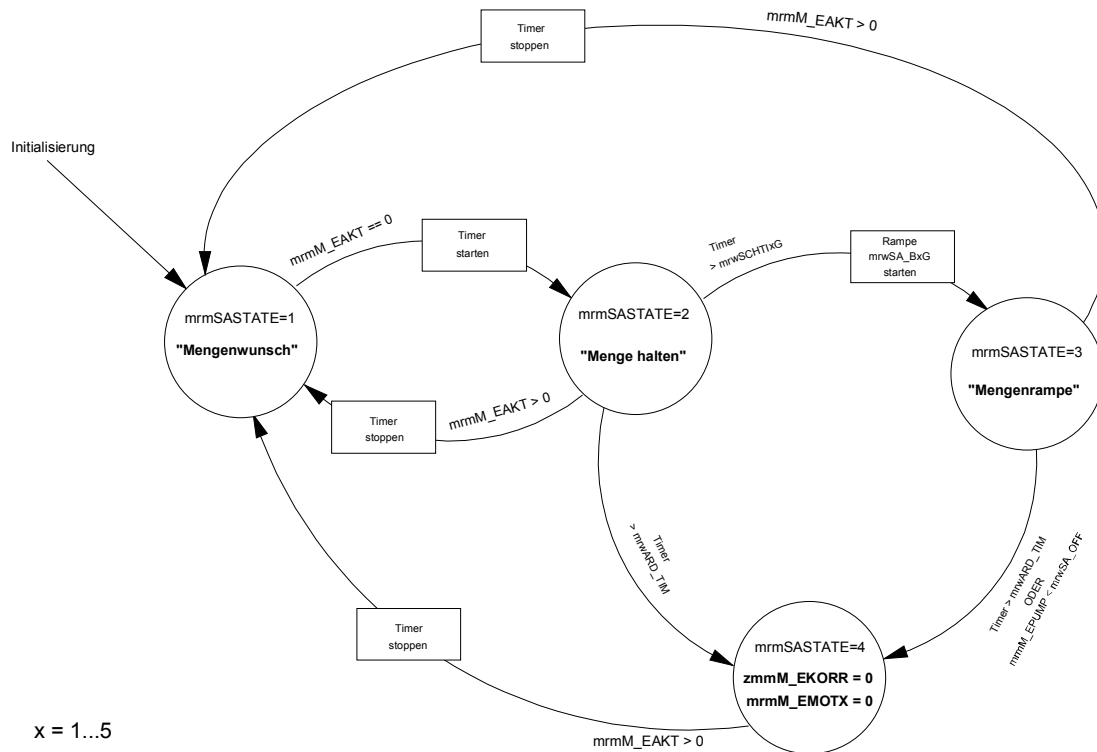 mrmM_EAKT > 0
Timer
stoppen
Initialisierung
mrmM_EAKT == 0
Timer
starten
Timer
> mrwSCHTIxG
Rampe
mrwSA_BxG
starten
mrmSASTATE=1
"Mengenwunsch"
mrmSASTATE=2
"Menge halten"
mrmSASTATE=3
"Mengenrampe"
Timer
stoppen
mrmM_EAKT > 0
Timer
> mrwARD_TIM
Timer > mrwARD_TIM
ODER
mrmM_EPUMP < mrwSA_OFF
Timer
stoppen
mrmSASTATE=4
zmmM_EKORR = 0
mrmM_EMOTX = 0
mrmM_EAKT > 0
x = 1...5